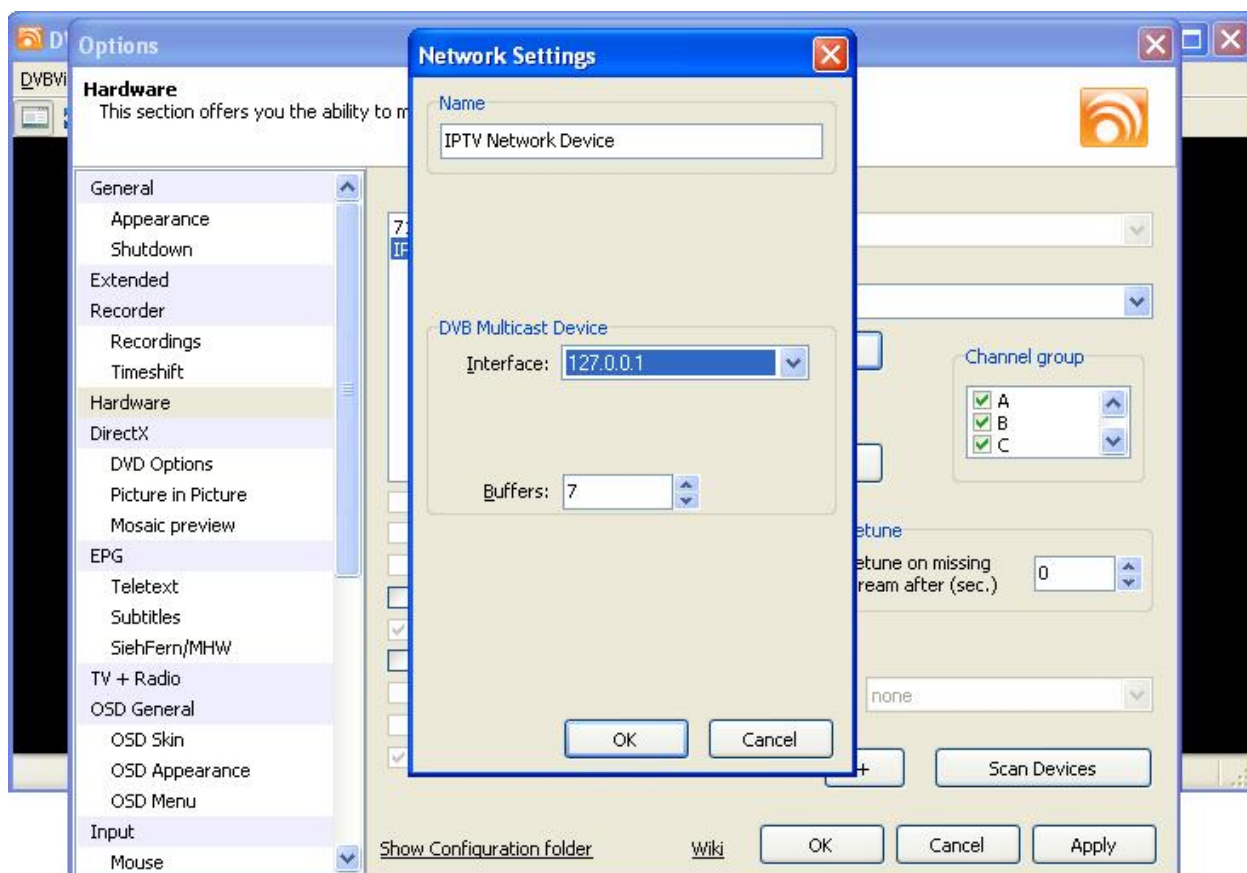 DV
Options
Network Settings
DVBVi
Hardware
This section offers you the ability to m
Name
IPTV Network Device
General
Appearance
Shutdown
Extended
Recorder
Recordings
Timeshift
Hardware
DirectX
DVD Options
Picture in Picture
Mosaic preview
EPG
Teletext
Subtitles
SiehFern/MHW
TV + Radio
OSD General
OSD Skin
OSD Appearance
OSD Menu
Input
Mouse
71
IP
DVB Multicast Device
Interface: 127.0.0.1
Buffers: 7
OK Cancel
Channel group
A
B
C
etune
etune on missing
ream after (sec.) 0
none
+ Scan Devices
Show Configuration folder Wiki OK Cancel Apply